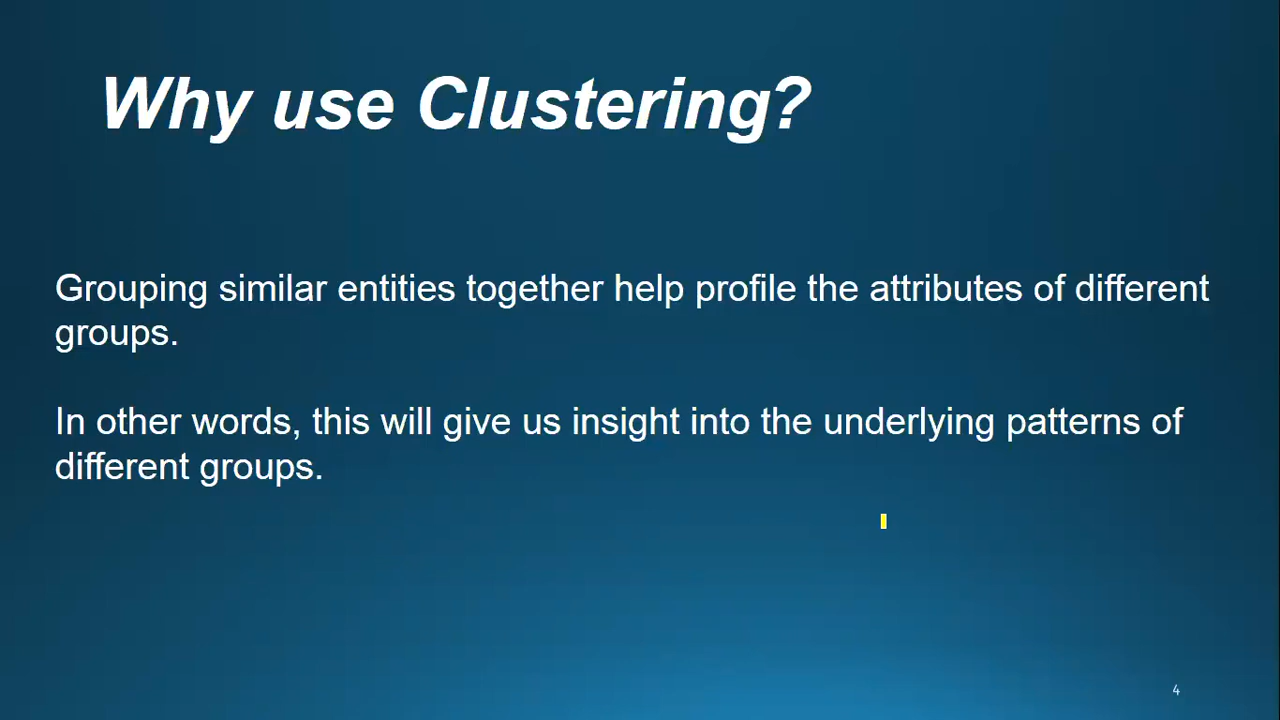 Why use Clustering?
Grouping similar entities together help profile the attributes of different
groups.
In other words, this will give us insight into the underlying patterns of
different groups.
4